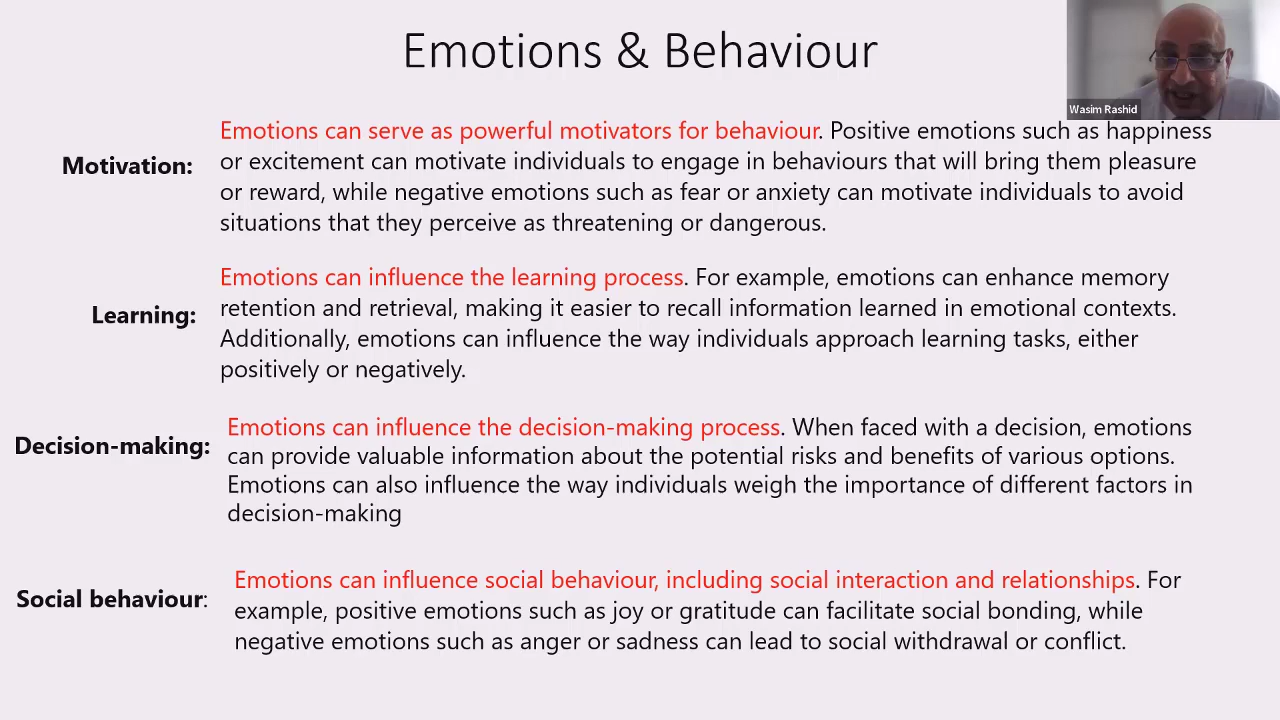 Emotions & Behaviour
Wasim Rashid
Motivation:
Emotions can serve as powerful motivators for behaviour. Positive emotions such as happiness
or excitement can motivate individuals to engage in behaviours that will bring them pleasure
or reward, while negative emotions such as fear or anxiety can motivate individuals to avoid
situations that they perceive as threatening or dangerous.
Learning:
Emotions can influence the learning process. For example, emotions can enhance memory
retention and retrieval, making it easier to recall information learned in emotional contexts.
Additionally, emotions can influence the way individuals approach learning tasks, either
positively or negatively.
Decision-making:
Emotions can influence the decision-making process. When faced with a decision, emotions
can provide valuable information about the potential risks and benefits of various options.
Emotions can also influence the way individuals weigh the importance of different factors in
decision-making
Social behaviour:
Emotions can influence social behaviour, including social interaction and relationships. For
example, positive emotions such as joy or gratitude can facilitate social bonding, while
negative emotions such as anger or sadness can lead to social withdrawal or conflict.